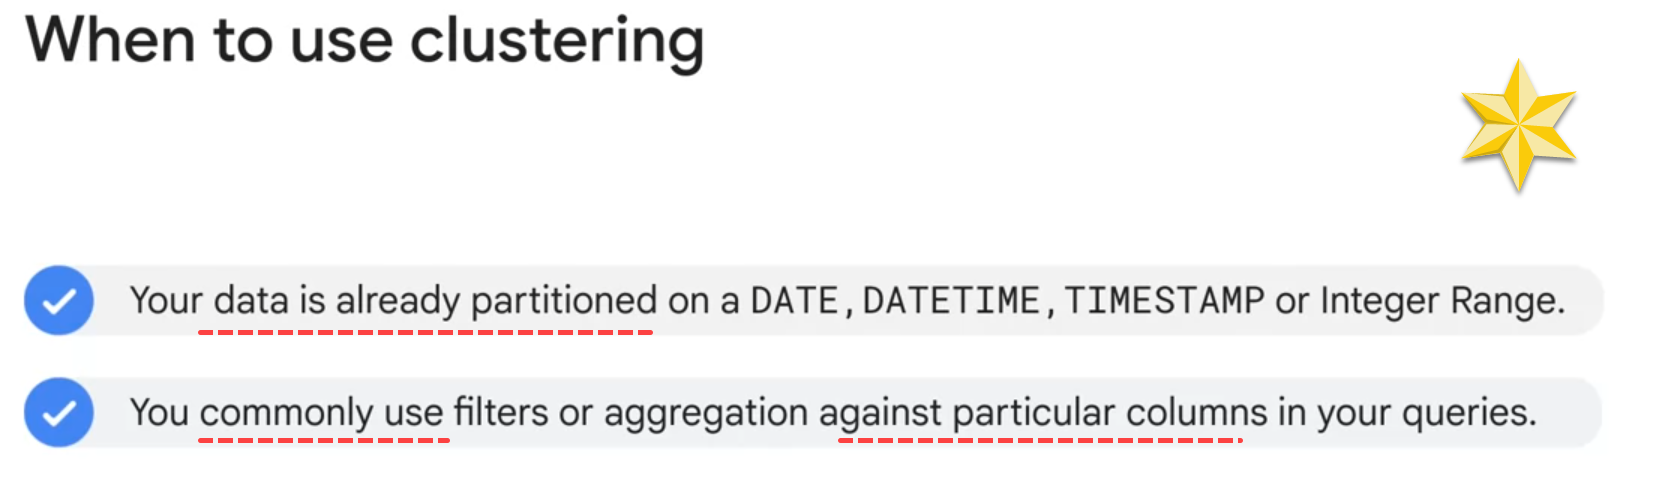 When to use clustering
Your data is already partitioned on a DATE, DATETIME, TIMESTAMP or Integer Range.
You commonly use filters or aggregation against particular columns in your queries.